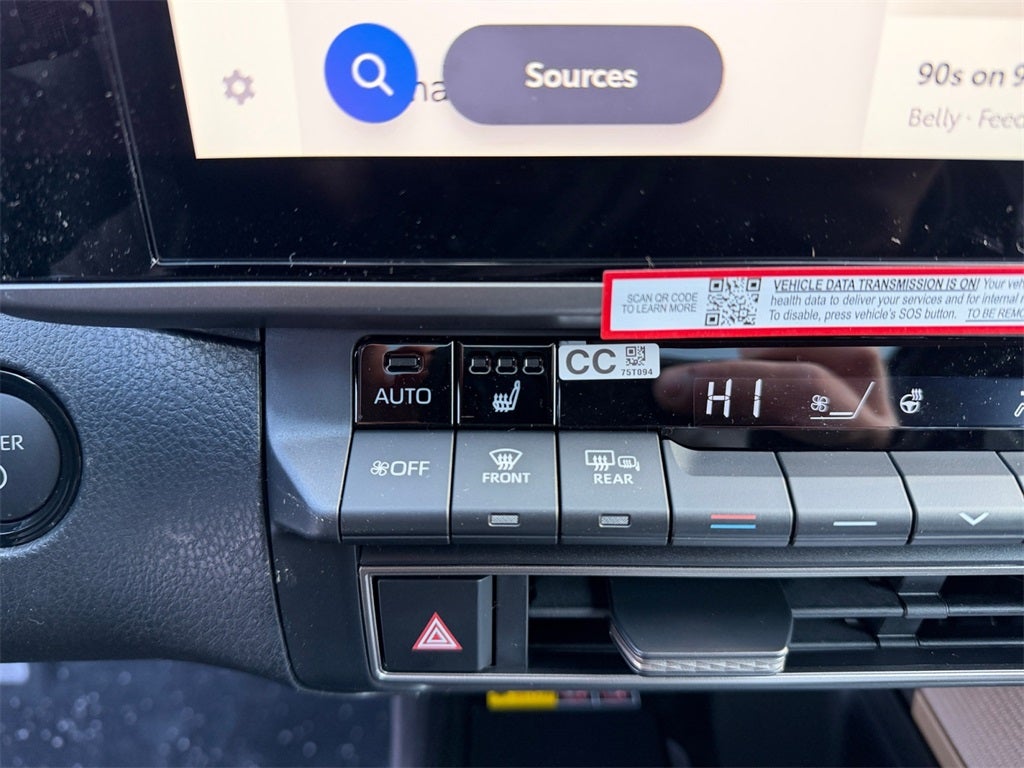 Sources
90s on 9
Belly · Feed
SCAN QR CODE
TO LEARN MORE
VEHICLE DATA TRANSMISSION IS ON! Your
health data to deliver your services and for internal
To disable, press vehicle's SOS button. TO BE
CC
75T094
AUTO
HI
OFF
FRONT
REAR